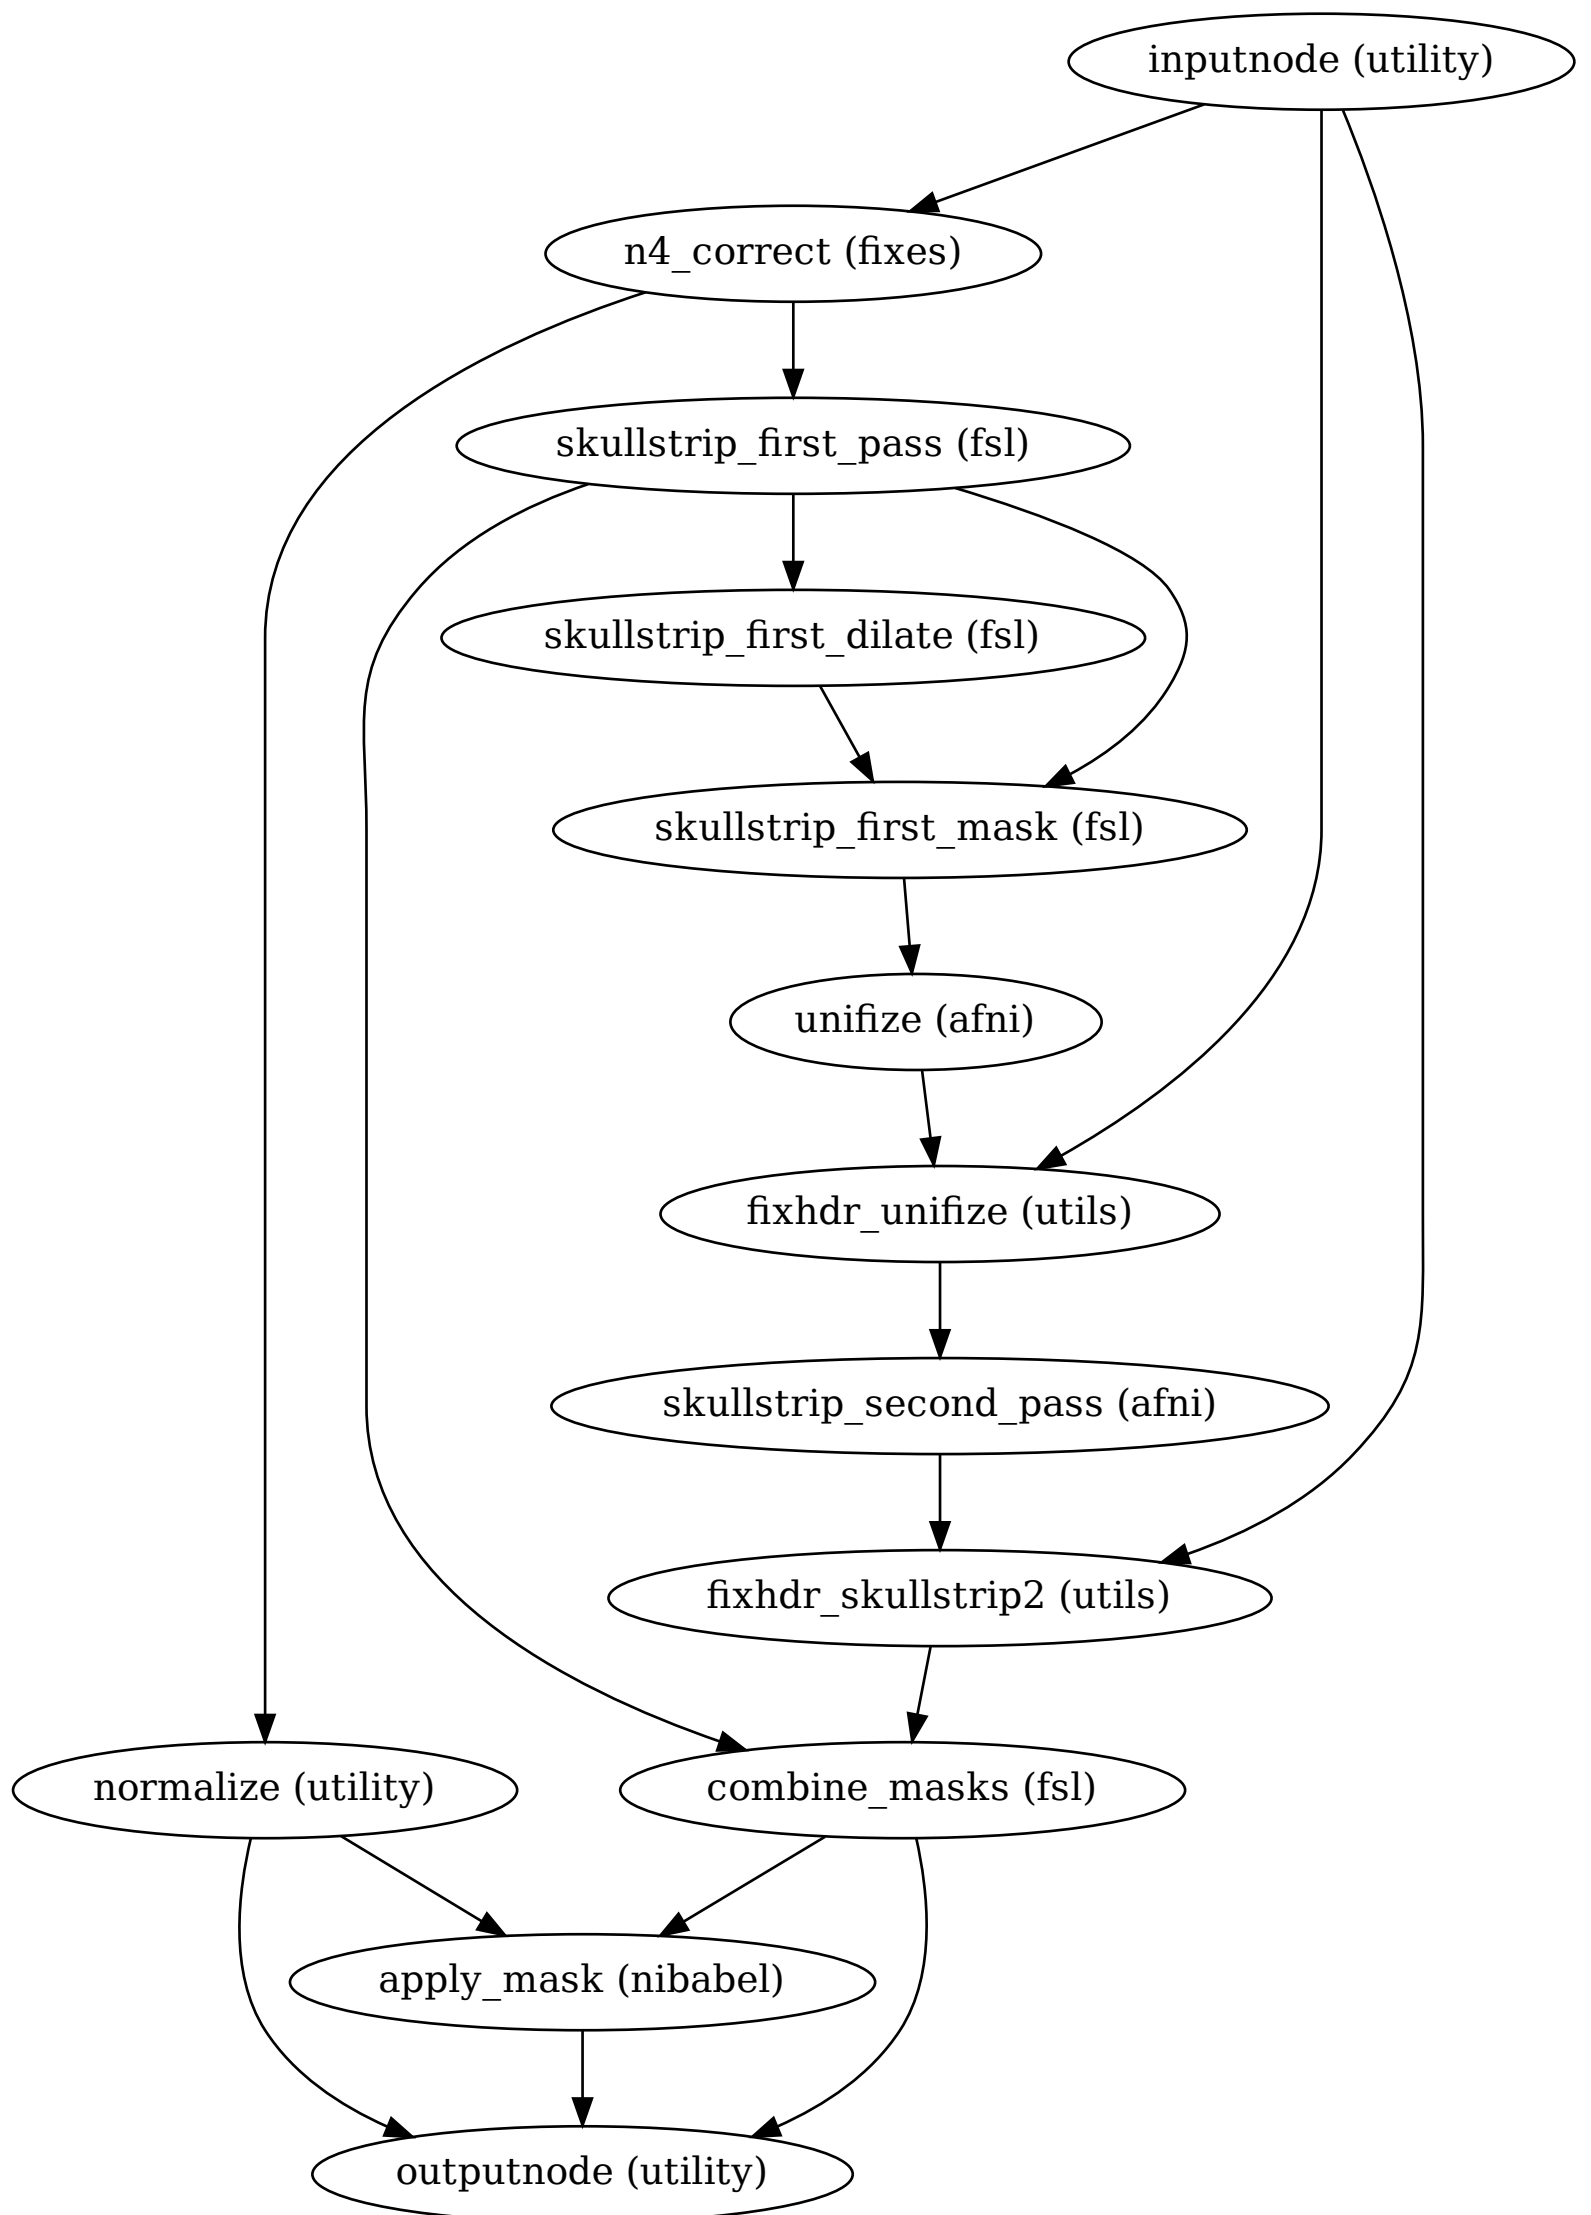 inputnode (utility)
n4_correct (fixes)
skullstrip_first_pass (fsl)
skullstrip_first_dilate (fsl)
skullstrip_first_mask (fsl)
unifize (afni)
fixhdr_unifize (utils)
skullstrip_second_pass (afni)
fixhdr_skullstrip2 (utils)
normalize (utility)
combine_masks (fsl)
apply_mask (nibabel)
outputnode (utility)